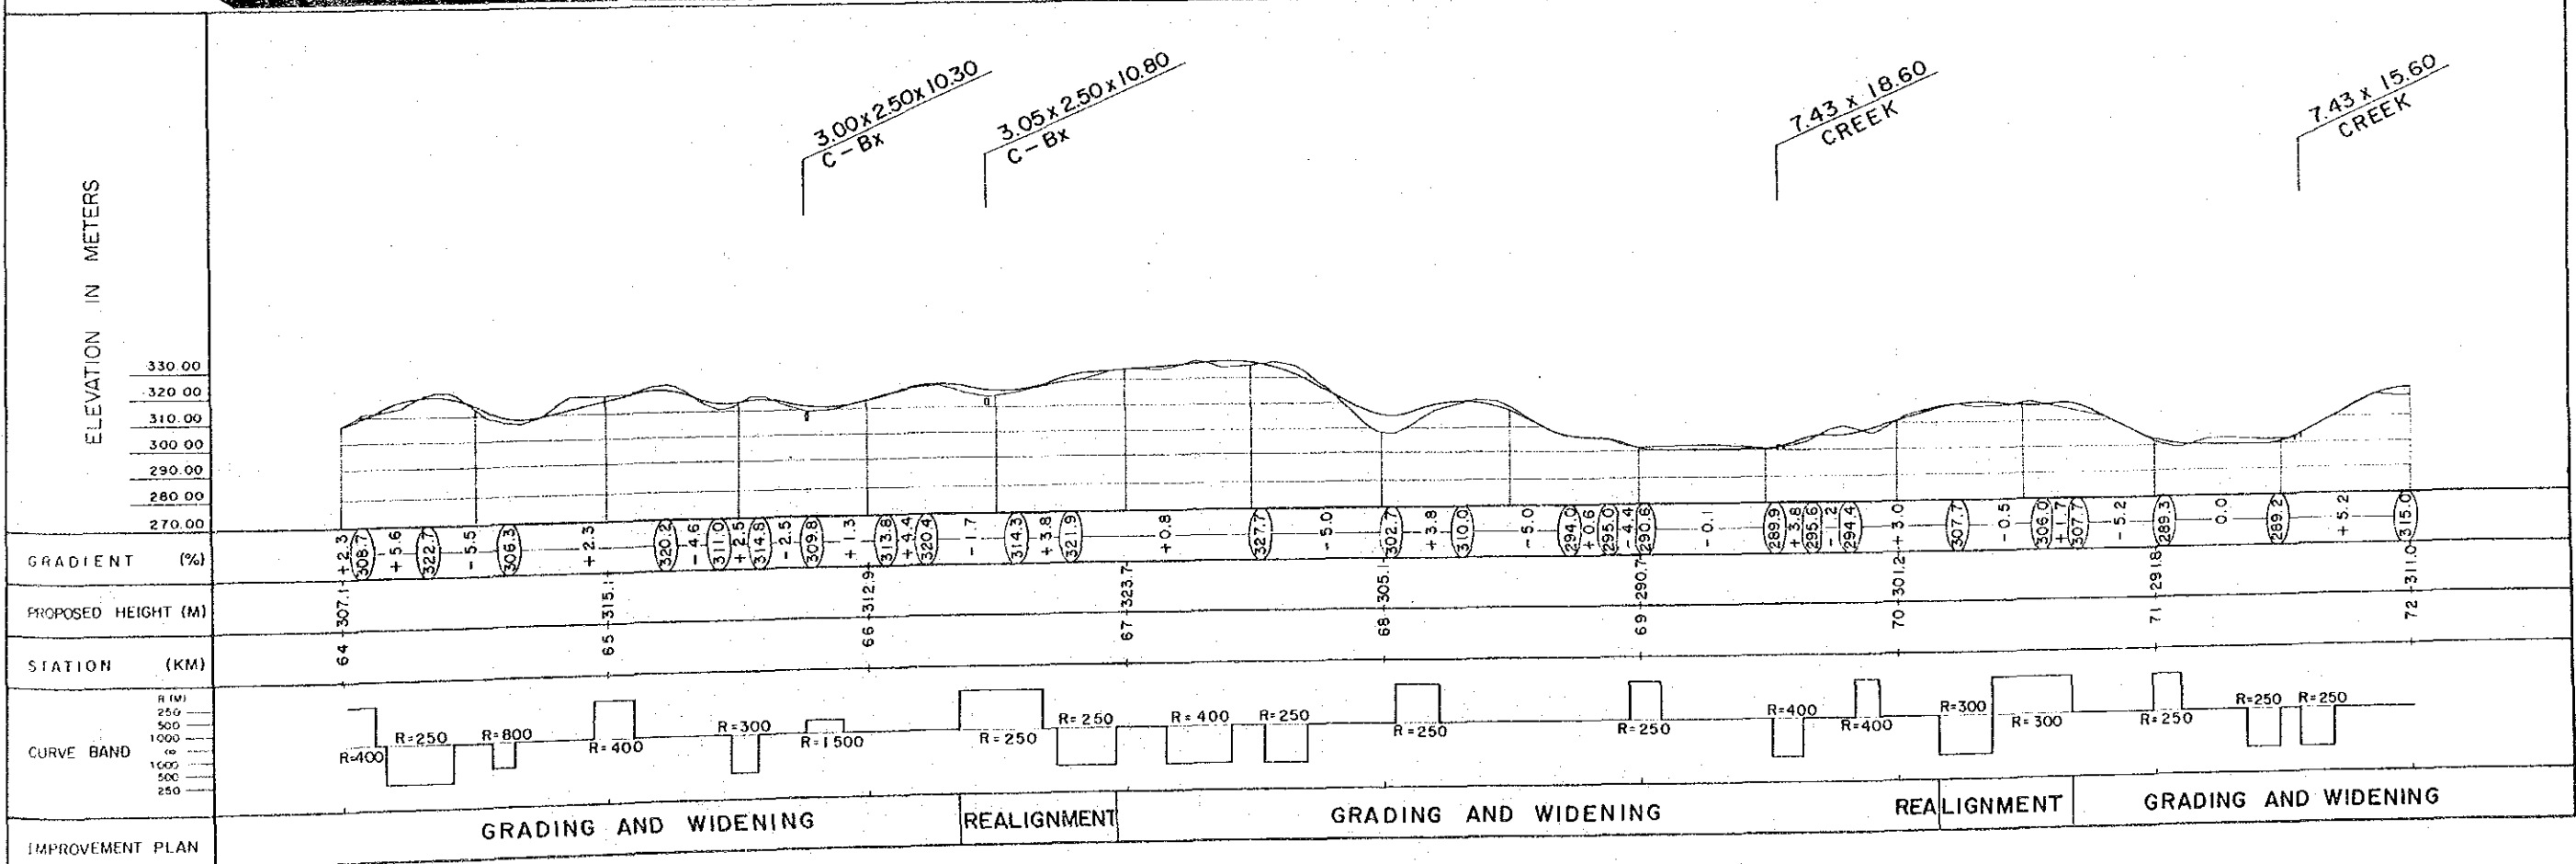 3.00 x 2.50 x 10.30
C-Bx
3.05 x 2.50 x 10.80
C-Bx
7.43 x 18.60
CREEK
7.43 x 15.60
CREEK
ELEVATION IN METERS
330.00
320.00
310.00
300.00
290.00
280.00
270.00
GRADIENT (%)
+2.3 308.7 +5.6 322.7 -5.5 306.3 +2.3 320.2 -4.6 311.0 +2.5 314.8 -2.5 309.8 +1.3 313.8 +4.4 320.4 -1.7 314.3 +3.8 321.9 +0.8 327.7 -5.0 302.7 +3.8 310.0 -5.0 294.0 +0.6 295.0 -4.4 290.6 -0.1 289.9 +3.8 295.6 -1.2 294.4 +3.0 307.7 -0.5 306.0 +1.7 307.7 -5.2 289.3 0.0 289.2 +5.2 315.0
PROPOSED HEIGHT (M)
307.1 315.1 312.9 323.7 305.1 290.7 301.2 291.8 311.0
STATION (KM)
64 65 66 67 68 69 70 71 72
CURVE BAND
R (M)
250
500
1000
∞
1000
500
250
R=400 R=250 R=800 R=400 R=300 R=1500 R=250 R=250 R=400 R=250 R=250 R=250 R=400 R=400 R=300 R=300 R=250 R=250 R=250
IMPROVEMENT PLAN
GRADING AND WIDENING REALIGNMENT GRADING AND WIDENING REALIGNMENT GRADING AND WIDENING